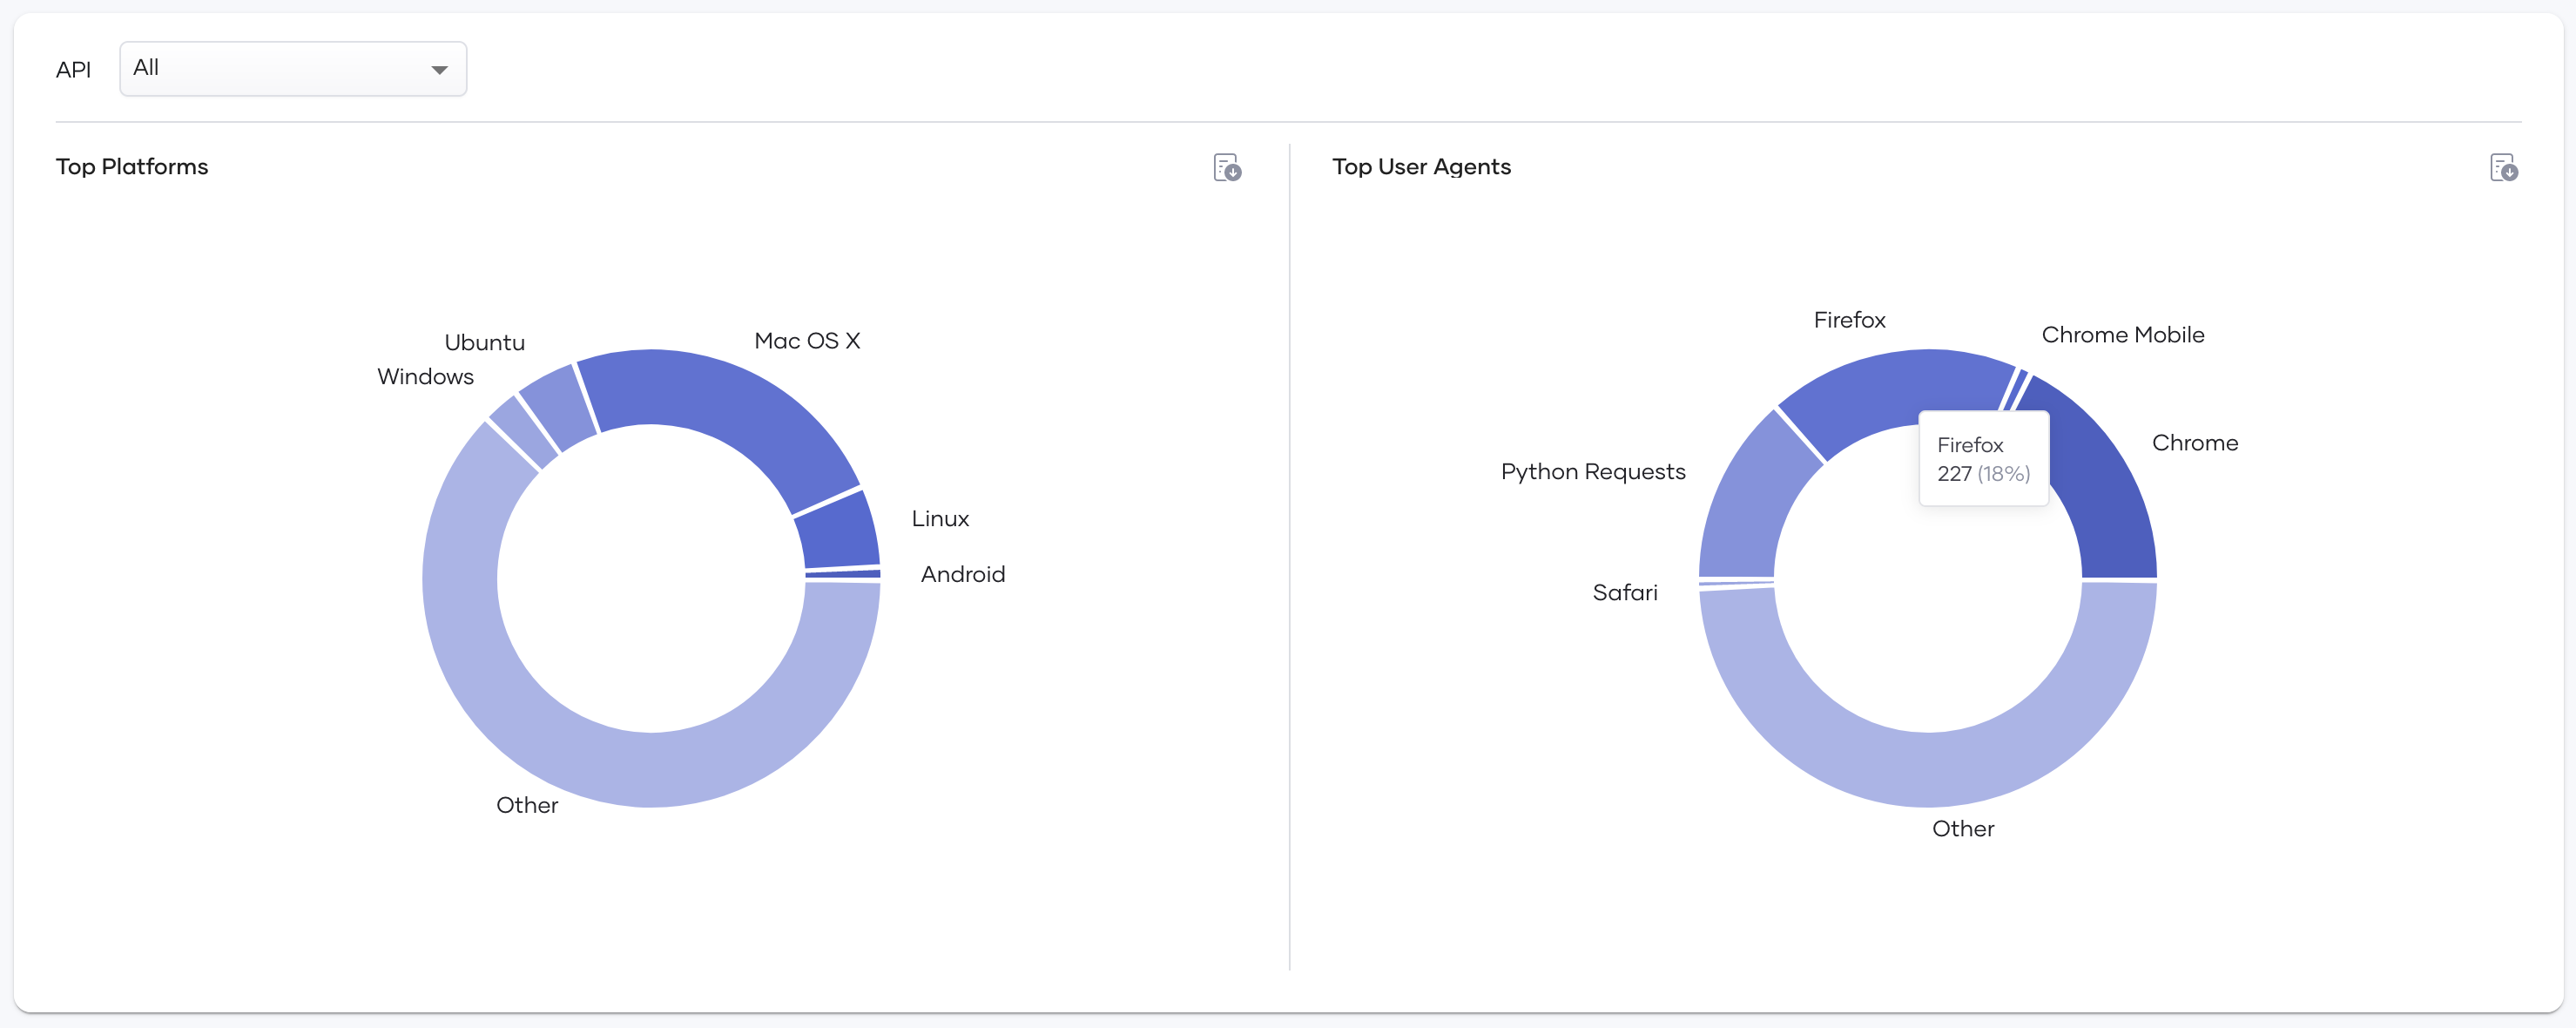 API
All
Top Platforms
Ubuntu
Mac OS X
Windows
Linux
Android
Other
Top User Agents
Firefox
Chrome Mobile
Chrome
Firefox
227 (18%)
Python Requests
Safari
Other